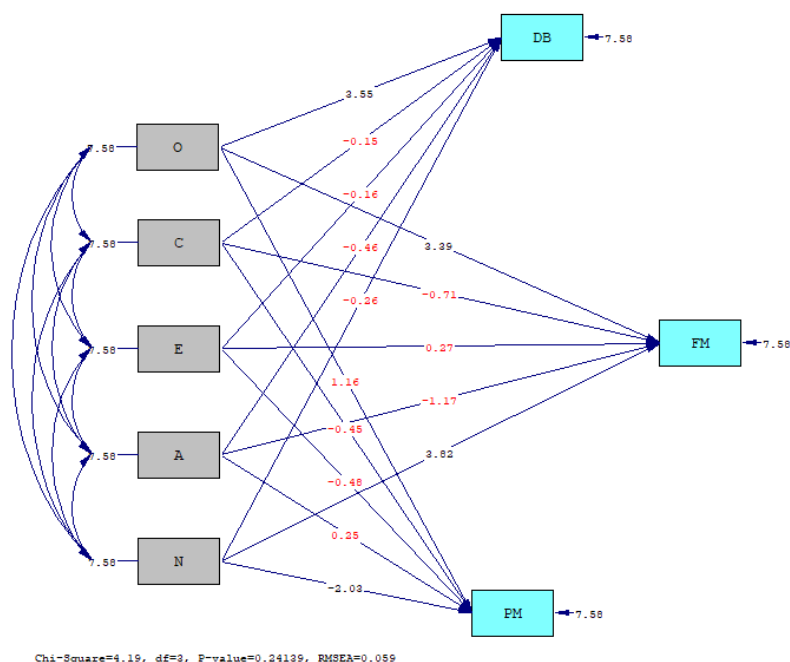 DB
7.58
3.55
7.58
O
-0.15
-0.16
7.58
C
-0.46
3.39
-0.26
-0.71
FM
7.58
7.58
E
0.27
1.16
-1.17
-0.45
7.58
A
3.82
-0.48
0.25
7.58
N
-2.03
PM
7.58
Chi-Square=4.19, df=3, P-value=0.24139, RMSEA=0.059